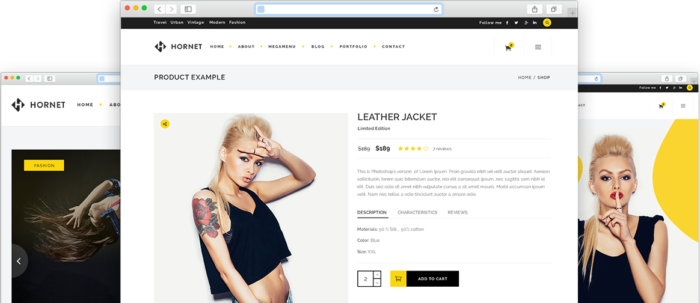 Travel Urban Vintage Modern Fashion
Follow me
HORNET
HOME ABOUT MEGAMENU BLOG PORTFOLIO CONTACT
PRODUCT EXAMPLE
HOME / SHOP
LEATHER JACKET
Limited Edition
$189 $189 2 reviews
This is Photoshop's version of Lorem Ipsum. Proin gravida nibh vel velit auctor aliquet. Aenean
sollicitudin, lorem quis bibendum auctor, nisi elit consequat ipsum, nec sagittis sem nibh id
elit. Duis sed odio sit amet nibh vulputate cursus a sit amet mauris. Morbi accumsan ipsum
velit. Nam nec tellus a odio tincidunt auctor a ornare odio.
DESCRIPTION CHARACTERISTICS REVIEWS
Materials: 50 % Silk , 50% cotton
Color: Blue
Size: XXL
2 ADD TO CART
HORNET HOME ABO
FASHION
Follow me